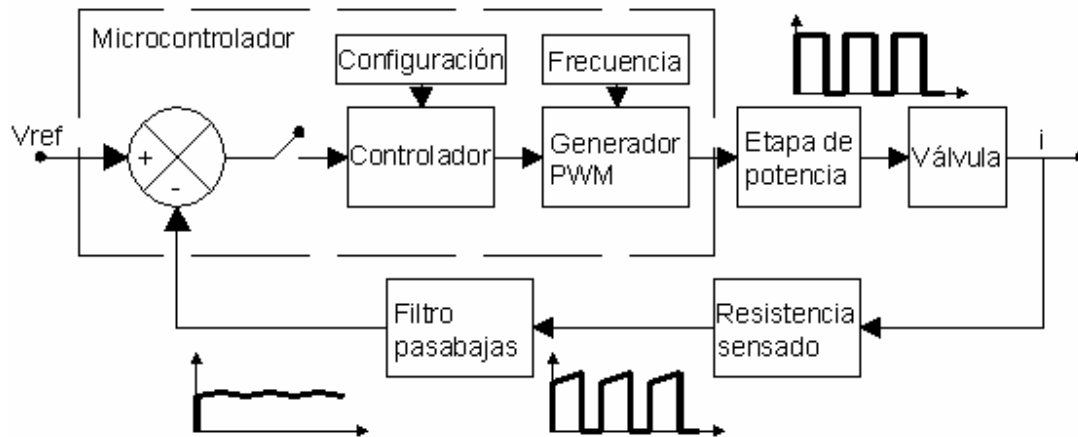 Microcontrolador
Configuración
Frecuencia
Vref
+
-
Controlador
Generador
PWM
Etapa de
potencia
Válvula
i
Filtro
pasabajas
Resistencia
sensado